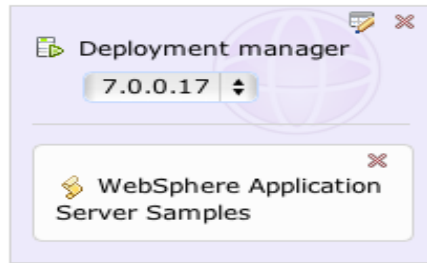 Deployment manager
7.0.0.17
WebSphere Application
Server Samples